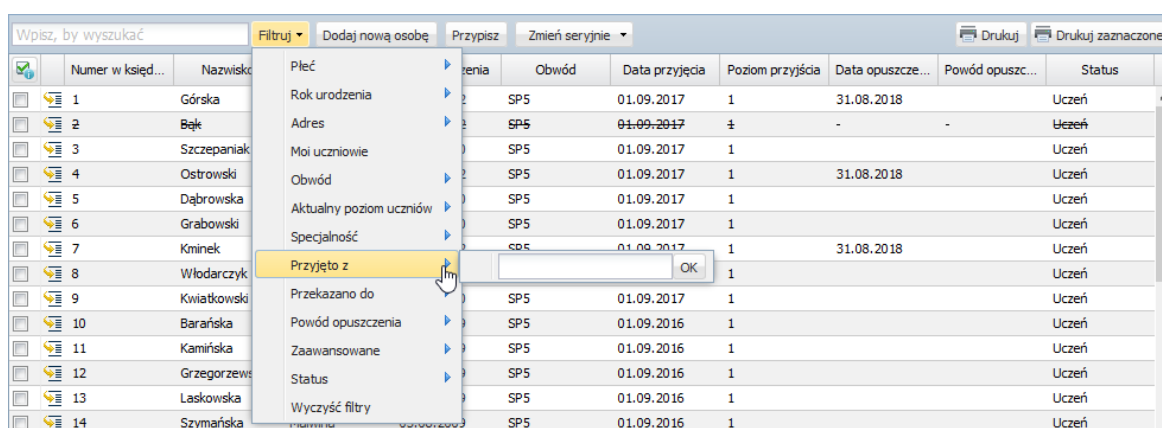 Wpisz, by wyszukać Filtruj Dodaj nową osobę Przypisz Zmień seryjnie Drukuj Drukuj zaznaczone
Numer w księd... Nazwisko Obwód Data przyjęcia Poziom przyjścia Data opuszcze... Powód opuszc... Status
Płeć
1 Górska SP5 01.09.2017 1 31.08.2018 Uczeń
Rok urodzenia
2 Bąk SP5 01.09.2017 1 - - Uczeń
Adres
3 Szczepaniak SP5 01.09.2017 1 Uczeń
Moi uczniowie
4 Ostrowski SP5 01.09.2017 1 31.08.2018 Uczeń
Obwód
5 Dąbrowska SP5 01.09.2017 1 Uczeń
Aktualny poziom uczniów
6 Grabowski SP5 01.09.2017 1 Uczeń
Specjalność
7 Kminek SP5 01.09.2017 1 31.08.2018 Uczeń
Przyjęto z OK
8 Włodarczyk 1 Uczeń
Przekazano do
9 Kwiatkowski SP5 01.09.2017 1 Uczeń
Powód opuszczenia
10 Barańska SP5 01.09.2016 1 Uczeń
Zaawansowane
11 Kamińska SP5 01.09.2016 1 Uczeń
Status
12 SP5 01.09.2016 1 Uczeń
13 Laskowska SP5 01.09.2016 1 Uczeń
Wyczyść filtry
14 Szymańska SP5 01.09.2016 1 Uczeń